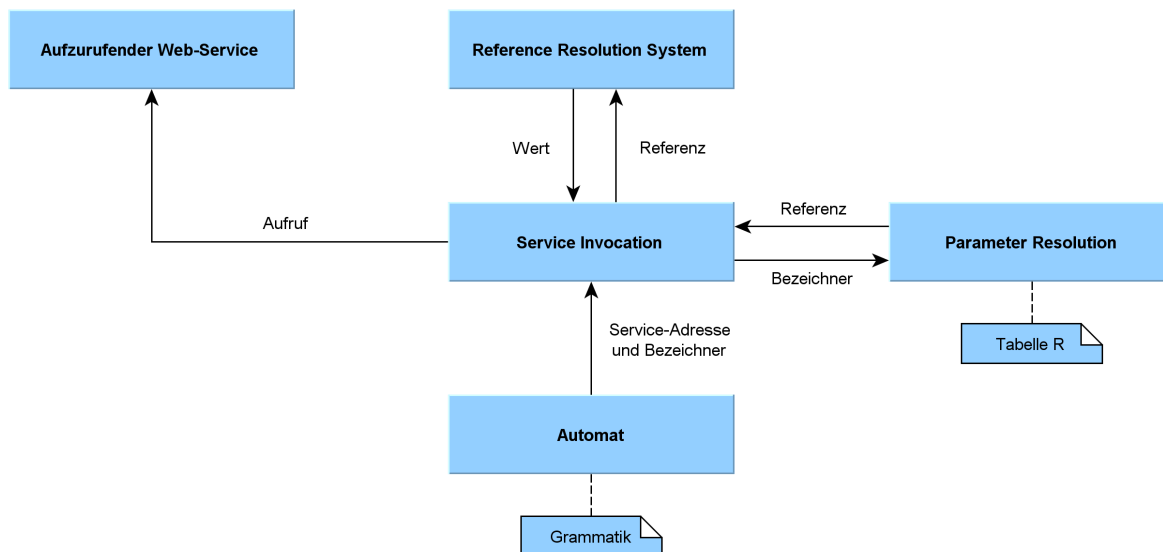 Aufzurufender Web-Service
Reference Resolution System
Wert
Referenz
Aufruf
Referenz
Service Invocation
Parameter Resolution
Bezeichner
Service-Adresse
und Bezeichner
Tabelle R
Automat
Grammatik